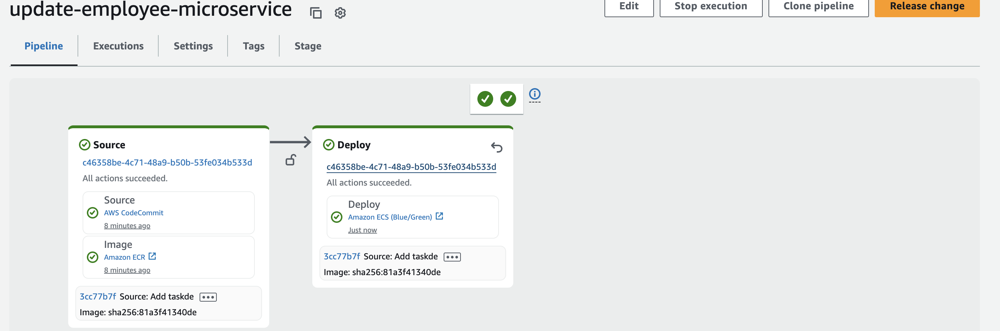 update-employee-microservice
Edit
Stop execution
Clone pipeline
Release change
Pipeline
Executions
Settings
Tags
Stage
Source
c46358be-4c71-48a9-b50b-53fe034b533d
All actions succeeded.
Source
AWS CodeCommit
8 minutes ago
Image
Amazon ECR
8 minutes ago
3cc77b7f Source: Add taskde
Image: sha256:81a3f41340de
Deploy
c46358be-4c71-48a9-b50b-53fe034b533d
All actions succeeded.
Deploy
Amazon ECS (Blue/Green)
Just now
3cc77b7f Source: Add taskde
Image: sha256:81a3f41340de